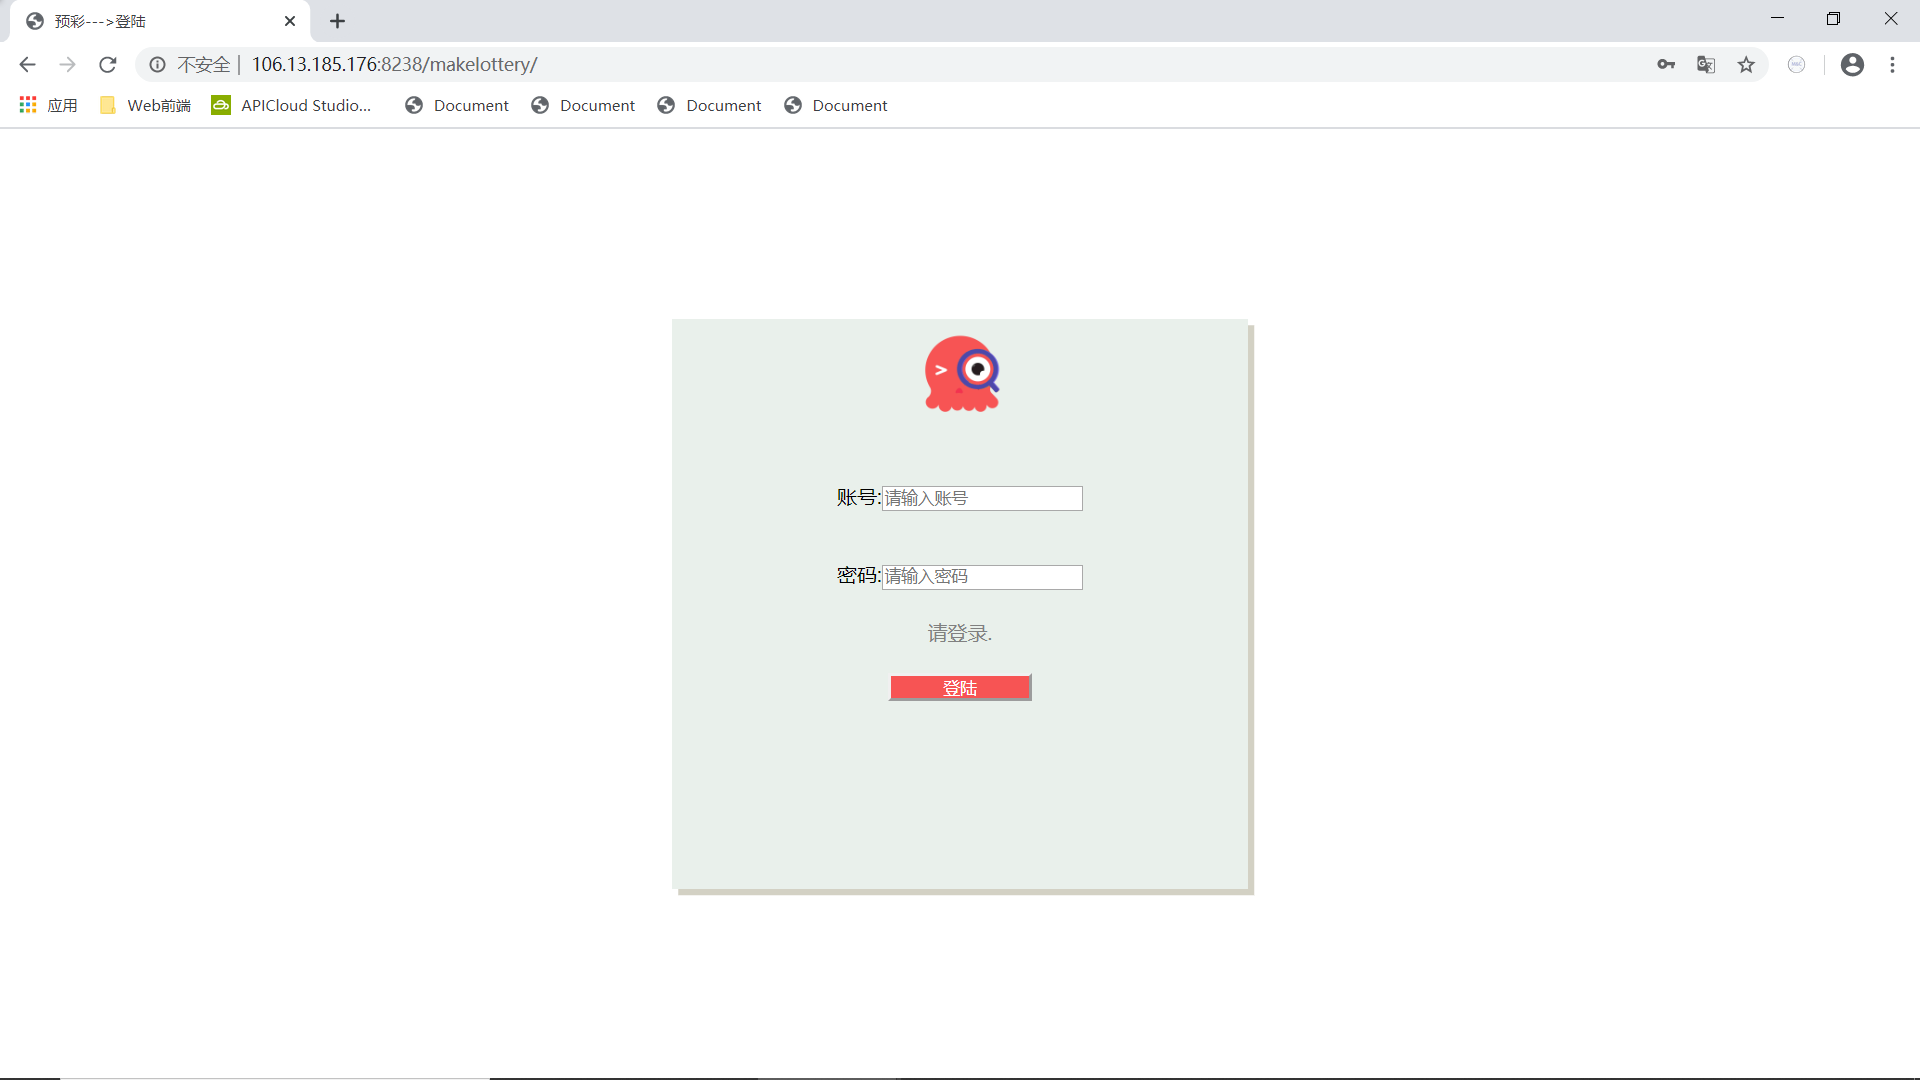 预彩--->登陆
不安全 | 106.13.185.176:8238/makelottery/
应用 Web前端 APICloud Studio... Document Document Document Document
账号:请输入账号
密码:请输入密码
请登录.
登陆